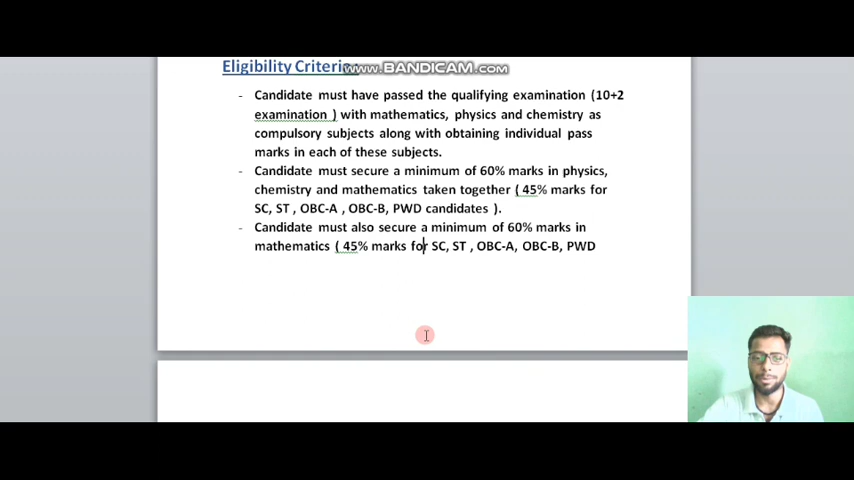 Eligibility Criteria
www.BANDICAM.com
- Candidate must have passed the qualifying examination (10+2
examination ) with mathematics, physics and chemistry as
compulsory subjects along with obtaining individual pass
marks in each of these subjects.
- Candidate must secure a minimum of 60% marks in physics,
chemistry and mathematics taken together ( 45% marks for
SC, ST , OBC-A , OBC-B, PWD candidates ).
- Candidate must also secure a minimum of 60% marks in
mathematics ( 45% marks for SC, ST , OBC-A, OBC-B, PWD